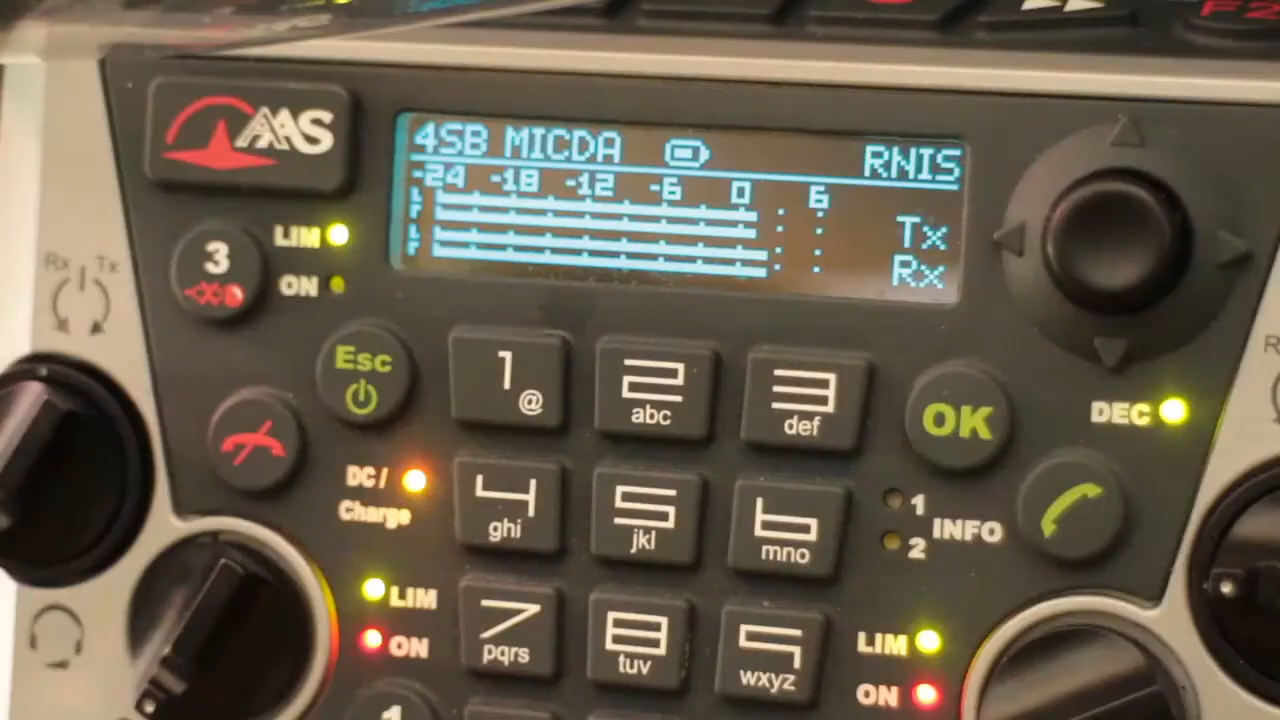 F2
AAS
4SB MICDA RNIS
-24 -18 -12 -6 0 6
Tx
Rx
3
LIM
ON
Rx Tx
Esc
1 @
2 abc
3 def
OK
DEC
DC / Charge
4 ghi
5 jkl
6 mno
1
2
INFO
LIM
ON
7 pqrs
8 tuv
9 wxyz
LIM
ON
1
R